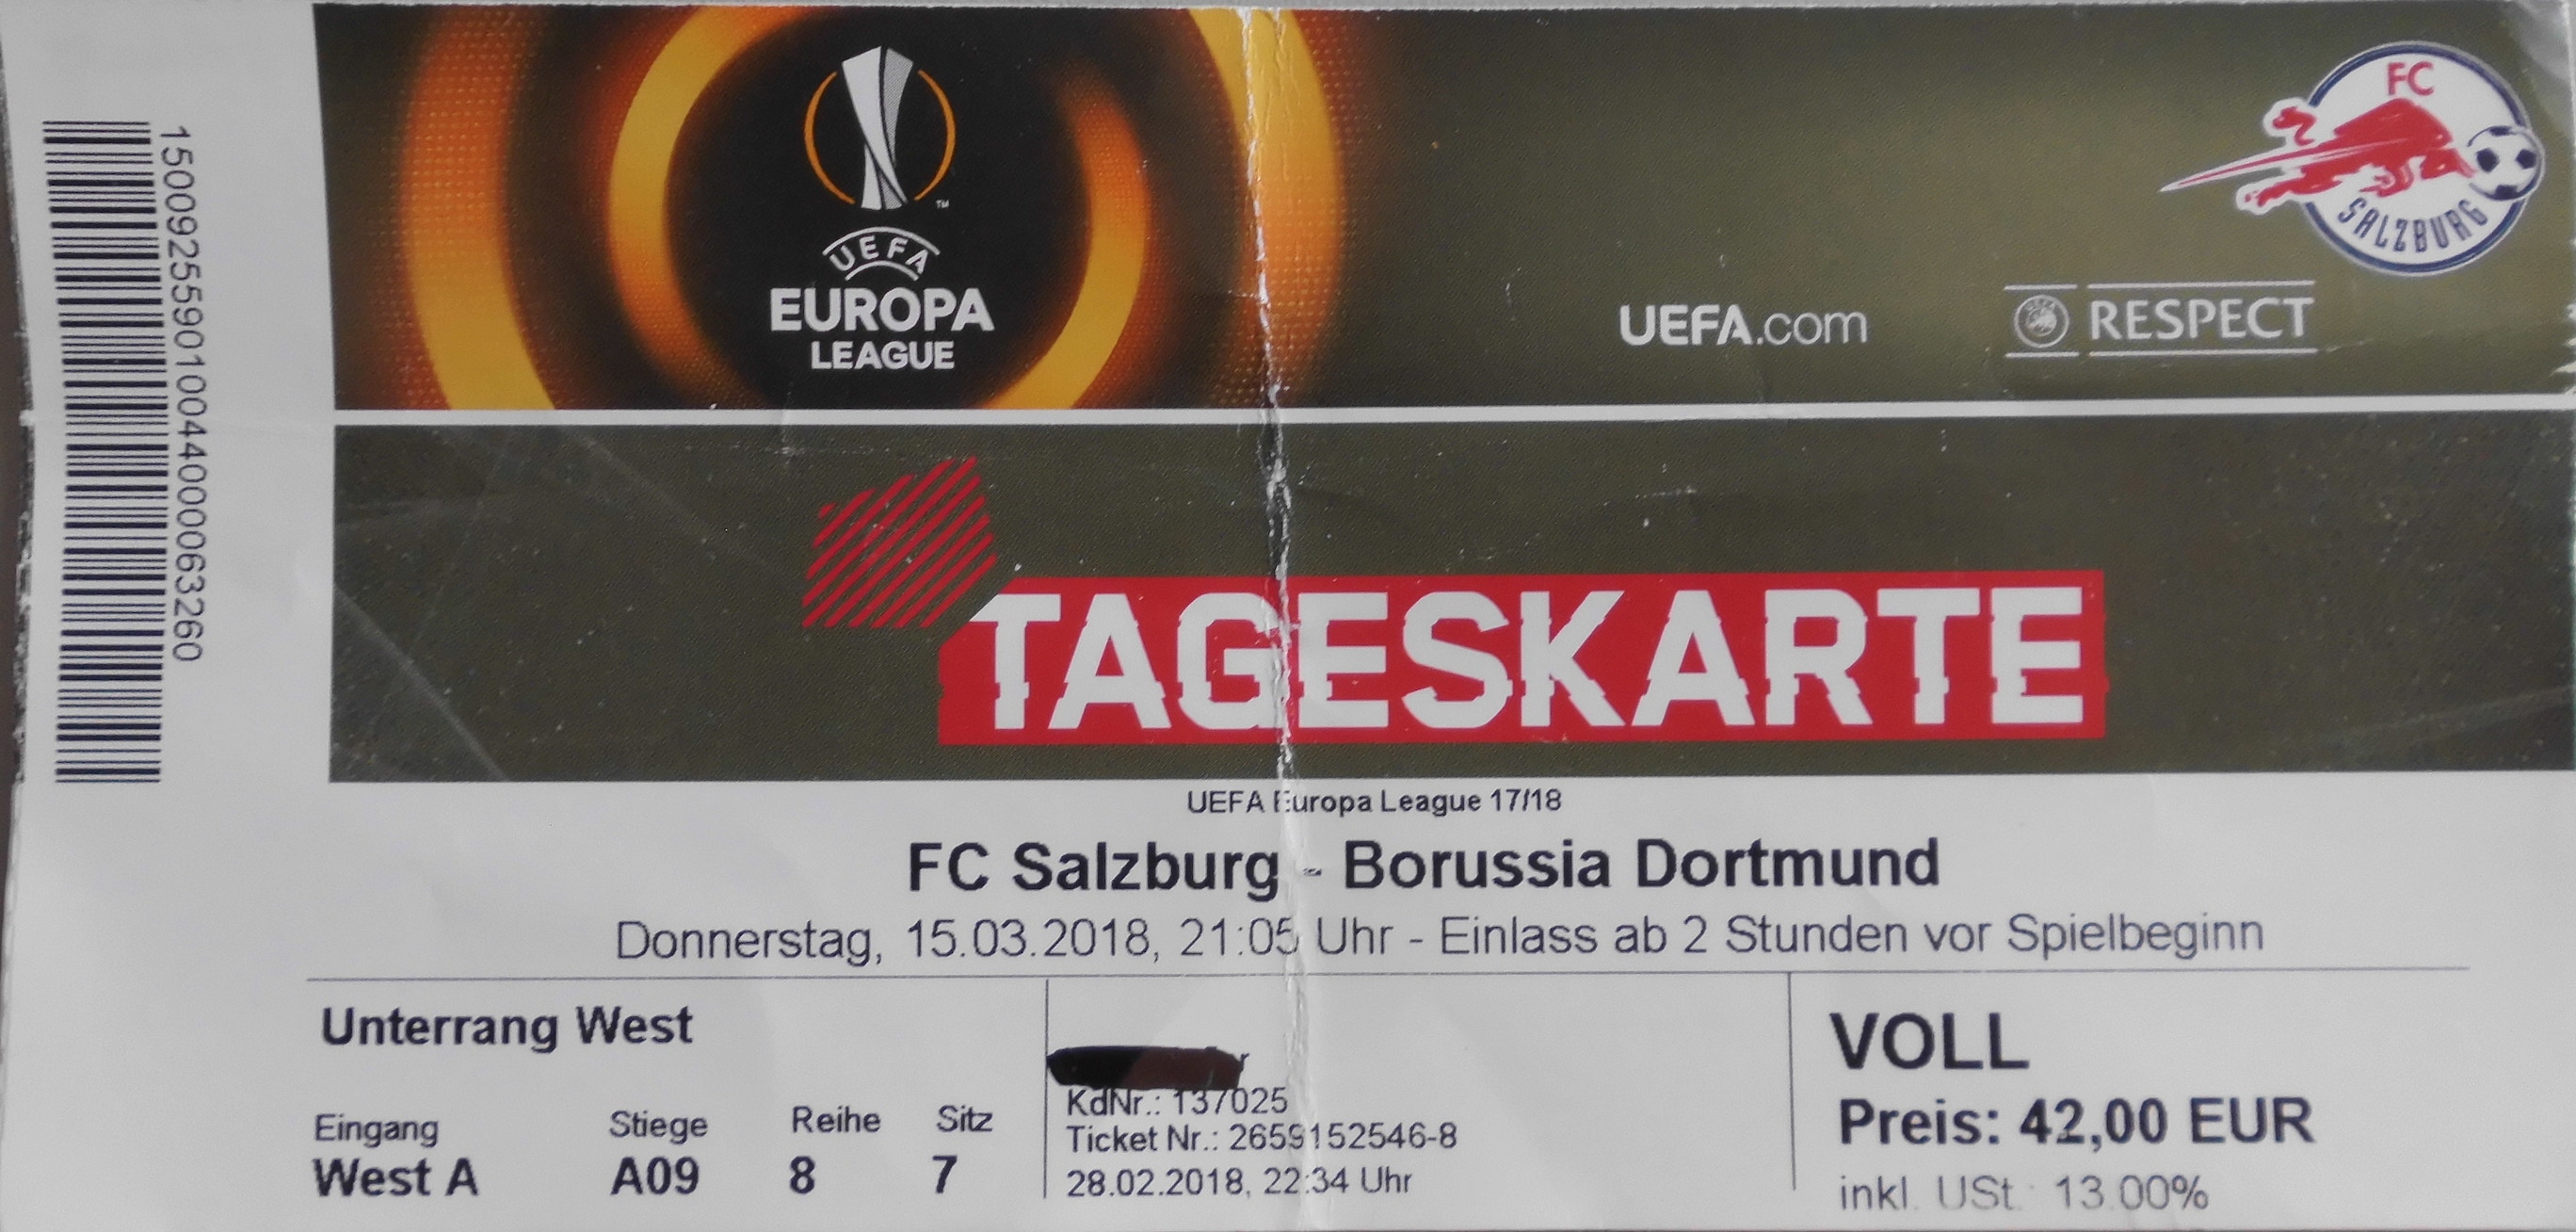 15009255901004400006 3260
UEFA
EUROPA
LEAGUE
TM
FC
SALZBURG
UEFA.com
RESPECT
TAGESKARTE
UEFA Europa League 17/18
FC Salzburg - Borussia Dortmund
Donnerstag, 15.03.2018, 21:05 Uhr - Einlass ab 2 Stunden vor Spielbeginn
Unterrang West
Eingang Stiege Reihe Sitz
West A A09 8 7
KdNr.: 137025
Ticket Nr.: 2659152546-8
28.02.2018, 22:34 Uhr
VOLL
Preis: 42,00 EUR
inkl. USt.: 13.00%